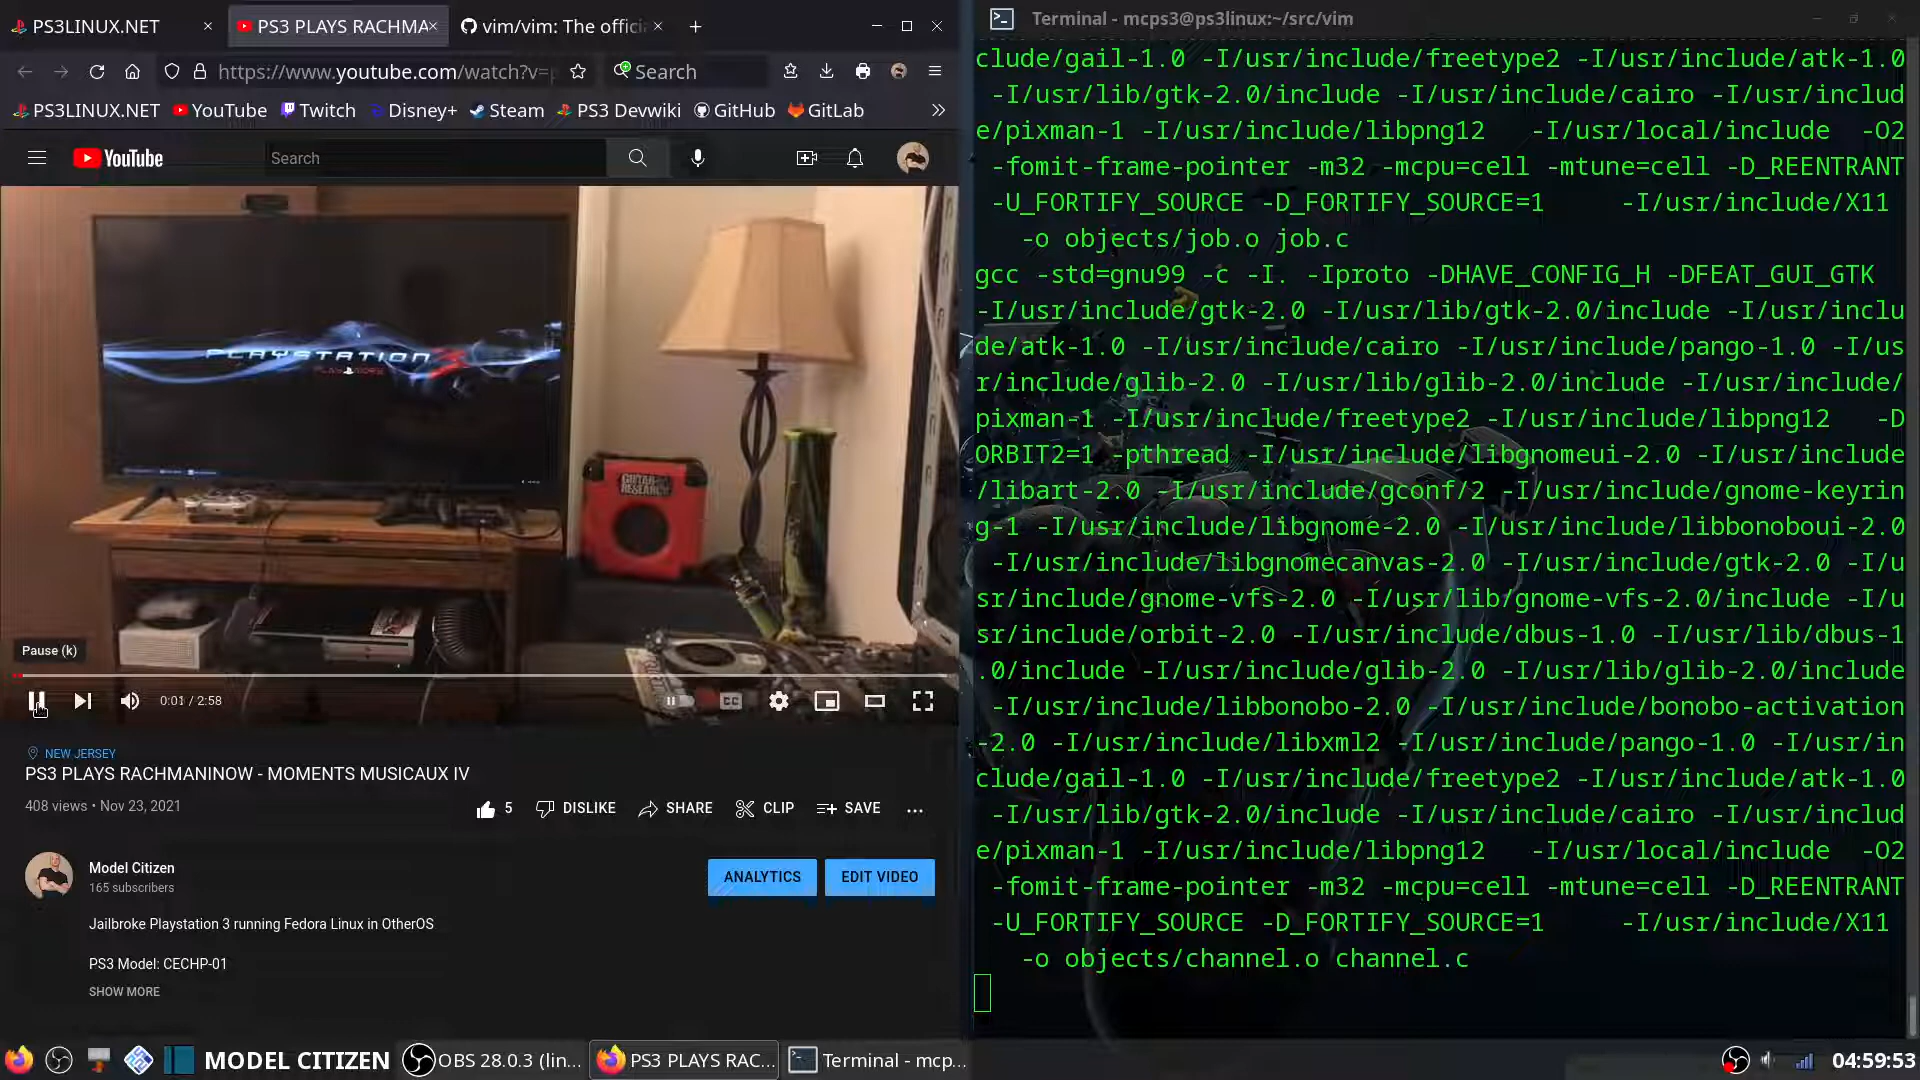 PS3LINUX.NET
PS3 PLAYS RACHMA
vim/vim: The offici
https://www.youtube.com/watch?v=p
Search
PS3LINUX.NET
YouTube
Twitch
Disney+
Steam
PS3 Devwiki
GitHub
GitLab
YouTube
Search
PLAYSTATION 3
GUITAR
RESEARCH
Pause (k)
0:01 / 2:58
CC
NEW JERSEY
PS3 PLAYS RACHMANINOW - MOMENTS MUSICAUX IV
408 views • Nov 23, 2021
5
DISLIKE
SHARE
CLIP
SAVE
Model Citizen
165 subscribers
ANALYTICS
EDIT VIDEO
Jailbroke Playstation 3 running Fedora Linux in OtherOS
PS3 Model: CECHP-01
SHOW MORE
Terminal - mcps3@ps3linux:~/src/vim
clude/gail-1.0 -I/usr/include/freetype2 -I/usr/include/atk-1.0
-I/usr/lib/gtk-2.0/include -I/usr/include/cairo -I/usr/includ
e/pixman-1 -I/usr/include/libpng12   -I/usr/local/include  -O2
-fomit-frame-pointer -m32 -mcpu=cell -mtune=cell -D_REENTRANT
-U_FORTIFY_SOURCE -D_FORTIFY_SOURCE=1     -I/usr/include/X11
-o objects/job.o job.c
gcc -std=gnu99 -c -I. -Iproto -DHAVE_CONFIG_H -DFEAT_GUI_GTK
-I/usr/include/gtk-2.0 -I/usr/lib/gtk-2.0/include -I/usr/inclu
de/atk-1.0 -I/usr/include/cairo -I/usr/include/pango-1.0 -I/us
r/include/glib-2.0 -I/usr/lib/glib-2.0/include -I/usr/include/
pixman-1 -I/usr/include/freetype2 -I/usr/include/libpng12   -D
ORBIT2=1 -pthread -I/usr/include/libgnomeui-2.0 -I/usr/include
/libart-2.0 -I/usr/include/gconf/2 -I/usr/include/gnome-keyrin
g-1 -I/usr/include/libgnome-2.0 -I/usr/include/libbonoboui-2.0
-I/usr/include/libgnomecanvas-2.0 -I/usr/include/gtk-2.0 -I/u
sr/include/gnome-vfs-2.0 -I/usr/lib/gnome-vfs-2.0/include -I/u
sr/include/orbit-2.0 -I/usr/include/dbus-1.0 -I/usr/lib/dbus-1
.0/include -I/usr/include/glib-2.0 -I/usr/lib/glib-2.0/include
-I/usr/include/libbonobo-2.0 -I/usr/include/bonobo-activation
-2.0 -I/usr/include/libxml2 -I/usr/include/pango-1.0 -I/usr/in
clude/gail-1.0 -I/usr/include/freetype2 -I/usr/include/atk-1.0
-I/usr/lib/gtk-2.0/include -I/usr/include/cairo -I/usr/includ
e/pixman-1 -I/usr/include/libpng12   -I/usr/local/include  -O2
-fomit-frame-pointer -m32 -mcpu=cell -mtune=cell -D_REENTRANT
-U_FORTIFY_SOURCE -D_FORTIFY_SOURCE=1     -I/usr/include/X11
-o objects/channel.o channel.c
MODEL CITIZEN
OBS 28.0.3 (lin...
PS3 PLAYS RAC...
Terminal - mcp...
04:59:53